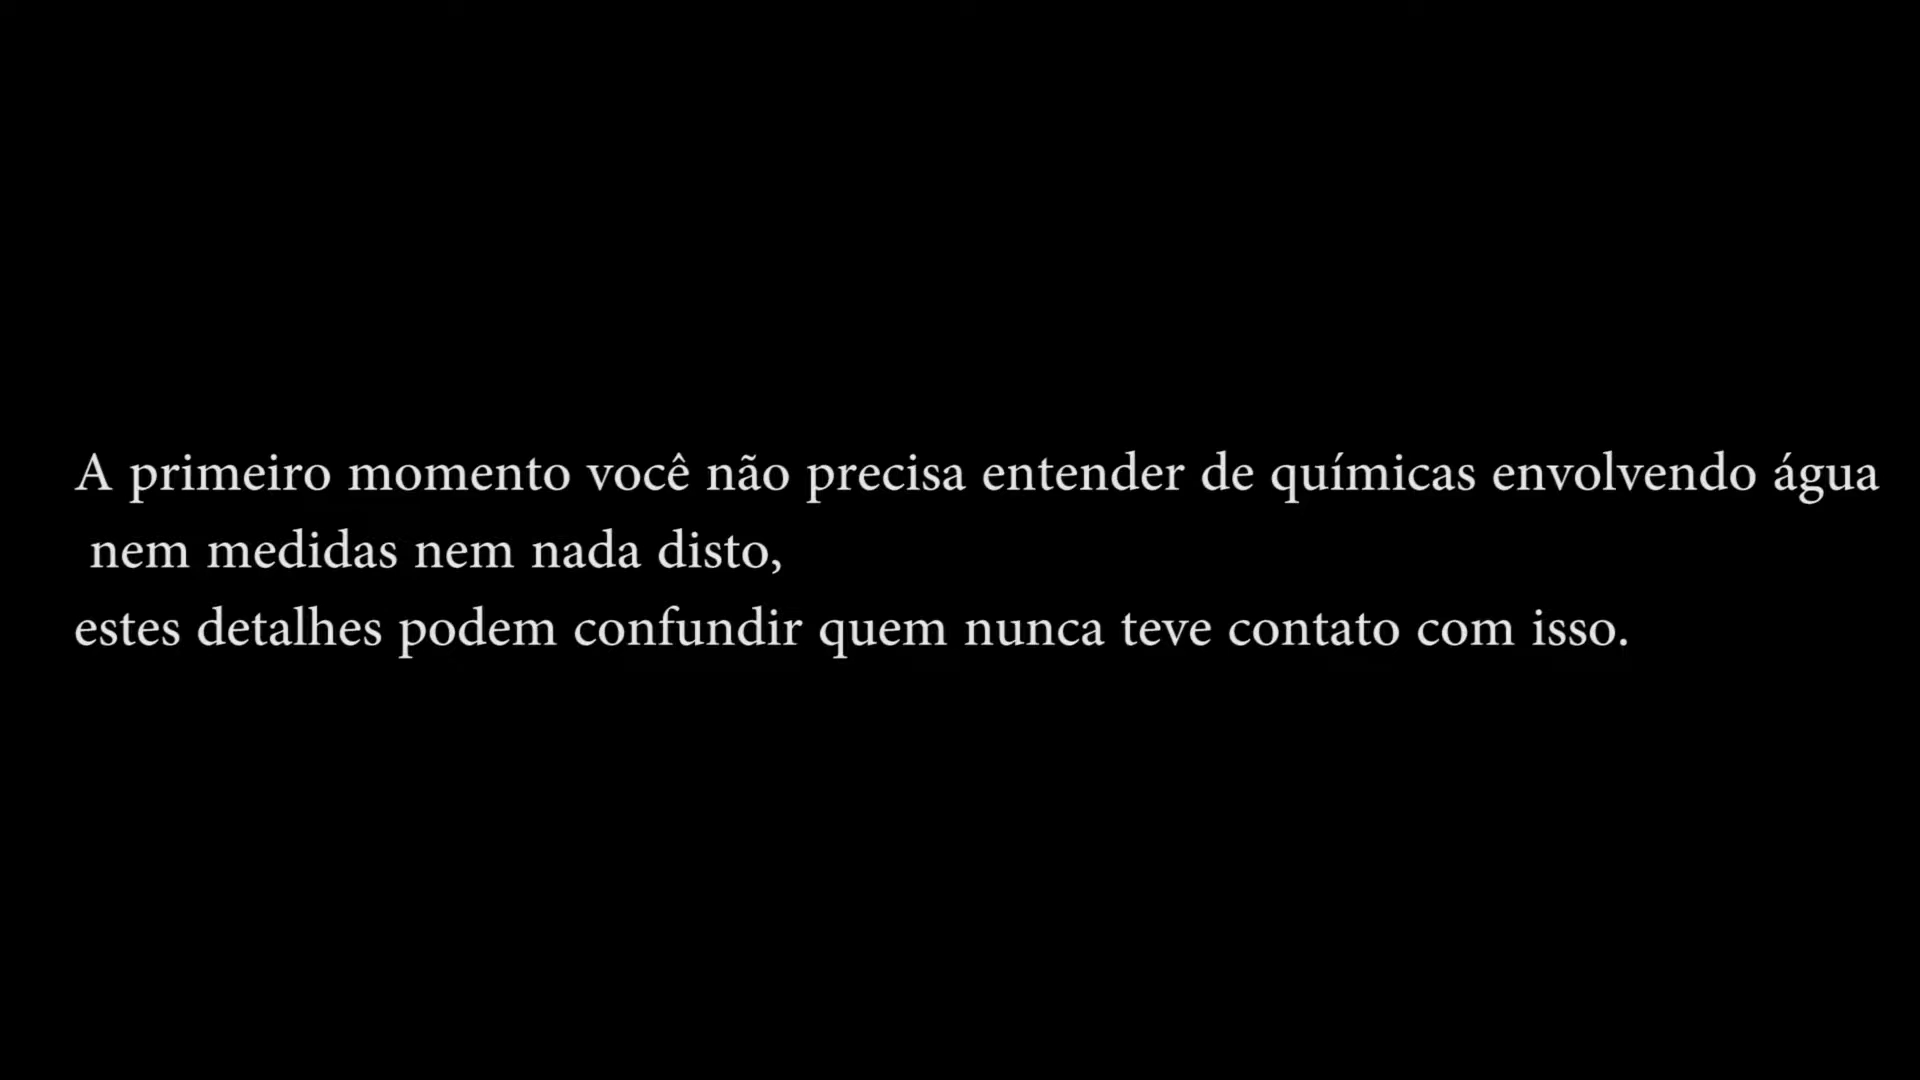 A primeiro momento você não precisa entender de químicas envolvendo água
nem medidas nem nada disto,
estes detalhes podem confundir quem nunca teve contato com isso.